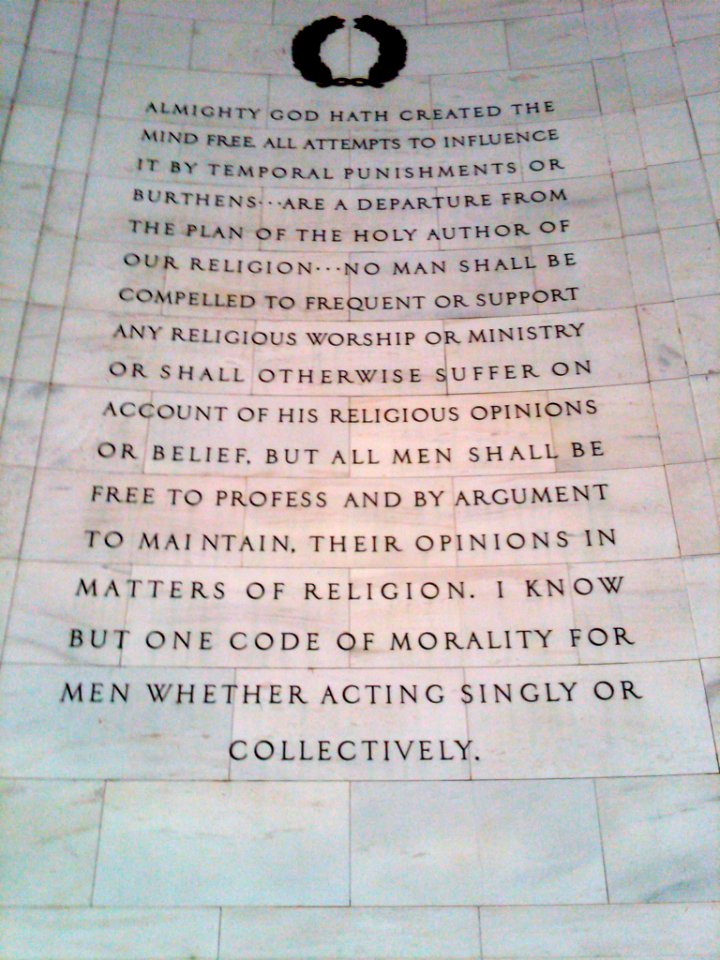 ALMIGHTY GOD HATH CREATED THE
MIND FREE. ALL ATTEMPTS TO INFLUENCE
IT BY TEMPORAL PUNISHMENTS OR
BURTHENS···ARE A DEPARTURE FROM
THE PLAN OF THE HOLY AUTHOR OF
OUR RELIGION···NO MAN SHALL BE
COMPELLED TO FREQUENT OR SUPPORT
ANY RELIGIOUS WORSHIP OR MINISTRY
OR SHALL OTHERWISE SUFFER ON
ACCOUNT OF HIS RELIGIOUS OPINIONS
OR BELIEF, BUT ALL MEN SHALL BE
FREE TO PROFESS AND BY ARGUMENT
TO MAINTAIN, THEIR OPINIONS IN
MATTERS OF RELIGION. I KNOW
BUT ONE CODE OF MORALITY FOR
MEN WHETHER ACTING SINGLY OR
COLLECTIVELY.